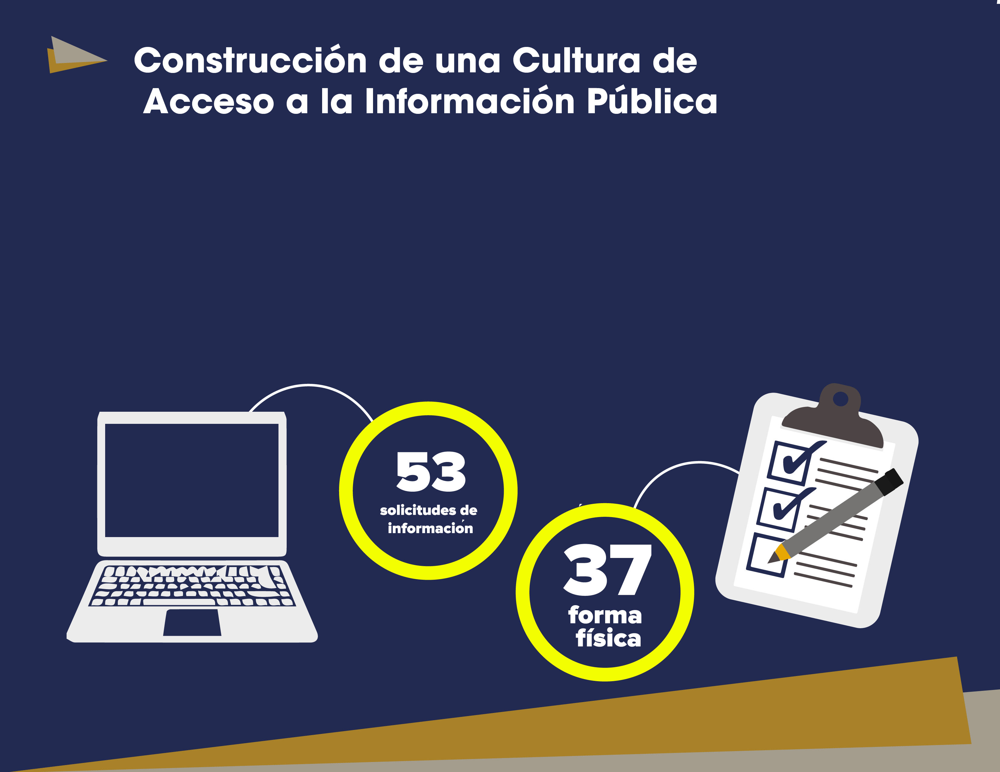 Construcción de una Cultura de
Acceso a la Información Pública
53
solicitudes de
información
37
forma
física